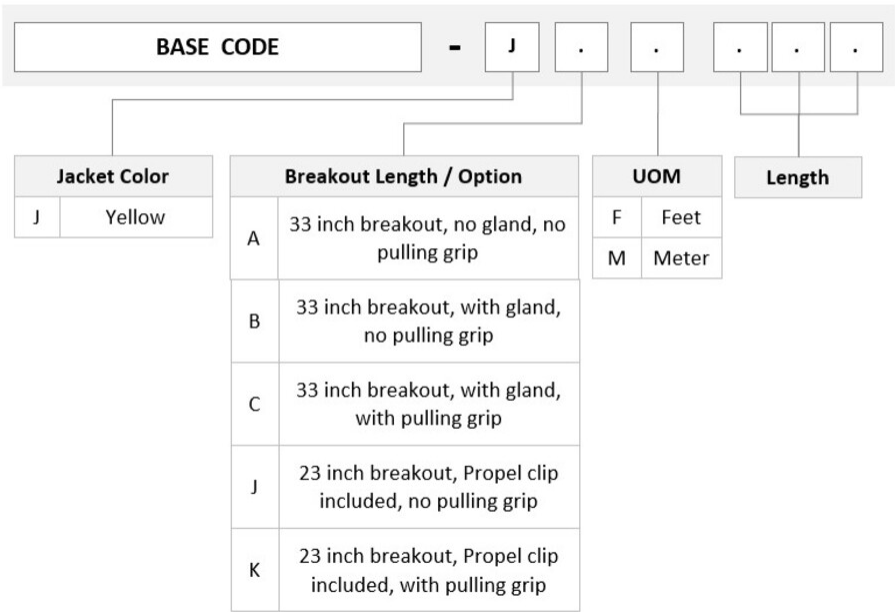 BASE CODE - J . . . . .
Jacket Color
J Yellow
Breakout Length / Option
A 33 inch breakout, no gland, no
pulling grip
B 33 inch breakout, with gland,
no pulling grip
C 33 inch breakout, with gland,
with pulling grip
J 23 inch breakout, Propel clip
included, no pulling grip
K 23 inch breakout, Propel clip
included, with pulling grip
UOM
F Feet
M Meter
Length